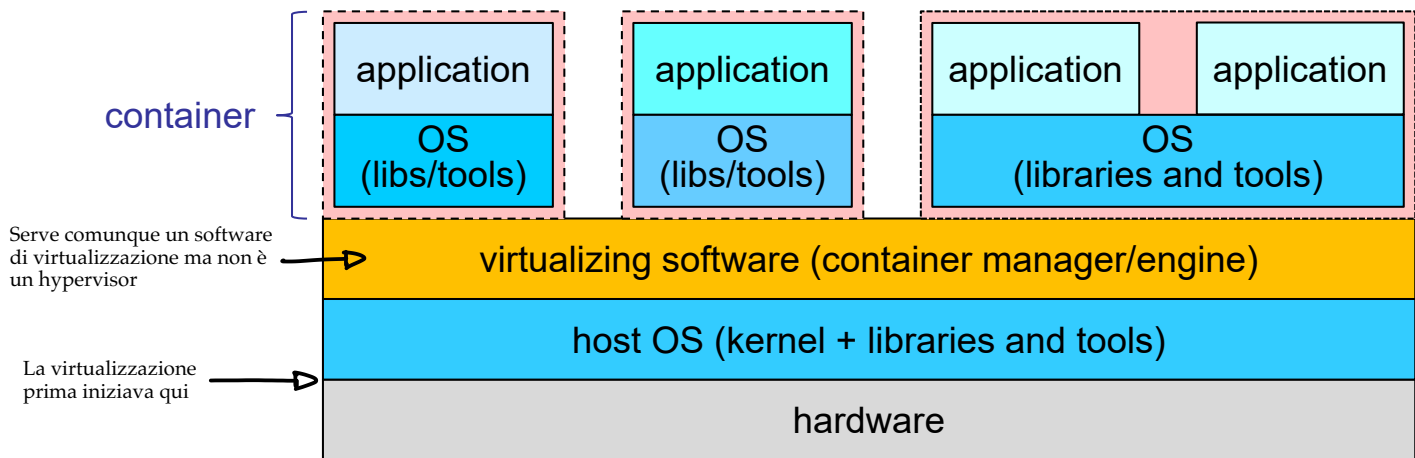 application
application
application
application
container
OS
(libs/tools)
OS
(libs/tools)
OS
(libraries and tools)
Serve comunque un software
di virtualizzazione ma non è
un hypervisor
virtualizing software (container manager/engine)
host OS (kernel + libraries and tools)
La virtualizzazione
prima iniziava qui
hardware